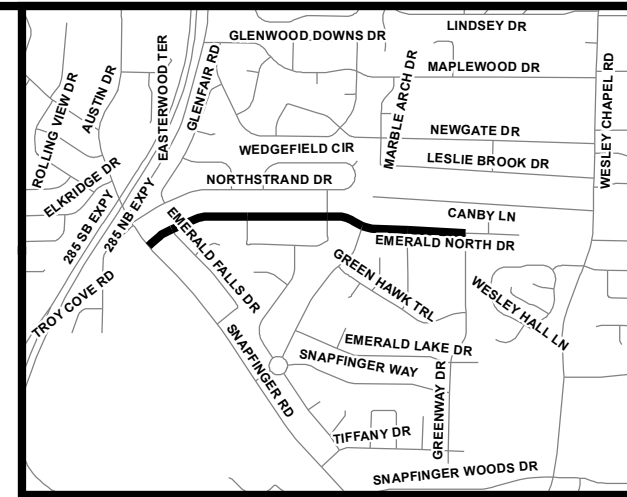 LINDSEY DR
GLENWOOD DOWNS DR
MAPLEWOOD DR
WESLEY CHAPEL RD
ROLLING VIEW DR
AUSTIN DR
EASTERWOOD TER
GLENFAIR RD
MARBLE ARCH DR
NEWGATE DR
WEDGEFIELD CIR
LESLIE BROOK DR
NORTHSTRAND DR
ELKRIDGE DR
285 SB EXPY
285 NB EXPY
CANBY LN
EMERALD NORTH DR
EMERALD FALLS DR
GREEN HAWK TRL
WESLEY HALL LN
TROY COVE RD
SNAPFINGER RD
EMERALD LAKE DR
SNAPFINGER WAY
GREENWAY DR
TIFFANY DR
SNAPFINGER WOODS DR